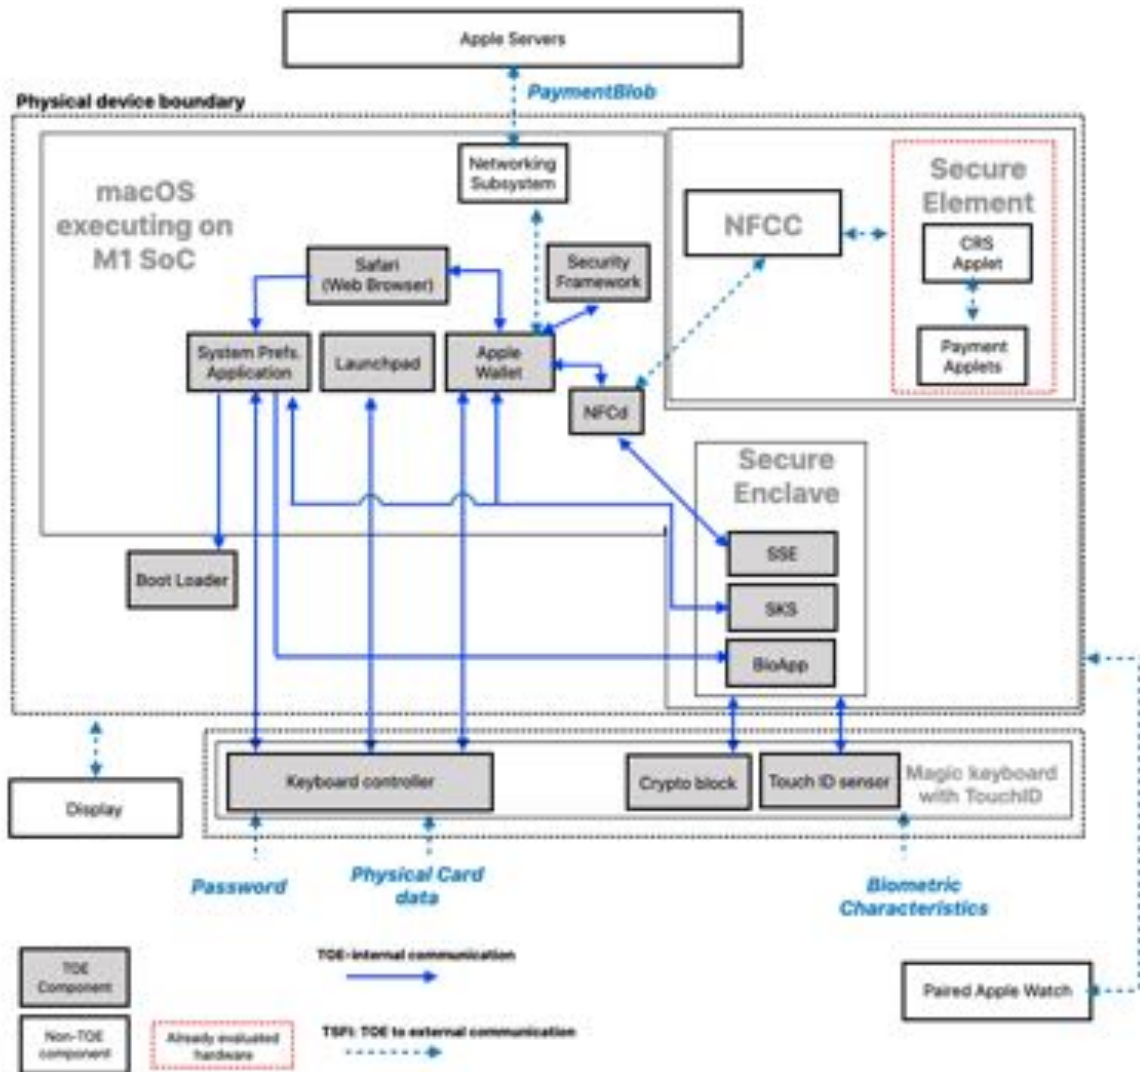 Apple Servers
PaymentBlob
Physical device boundary
macOS
executing on
M1 SoC
Networking
Subsystem
Secure
Element
NFCC
CRS
Applet
Safari
(Web Browser)
Security
Framework
Payment
Applets
System Prefs.
Application
Launchpad
Apple
Wallet
NFCd
Secure
Enclave
SSE
Boot Loader
SKS
BioApp
Keyboard controller
Crypto block
Touch ID sensor
Magic keyboard
with TouchID
Display
Password
Physical Card
data
Biometric
Characteristics
TOE
Component
TOE-internal communication
Paired Apple Watch
Non-TOE
component
Already evaluated
hardware
TSFI: TOE to external communication